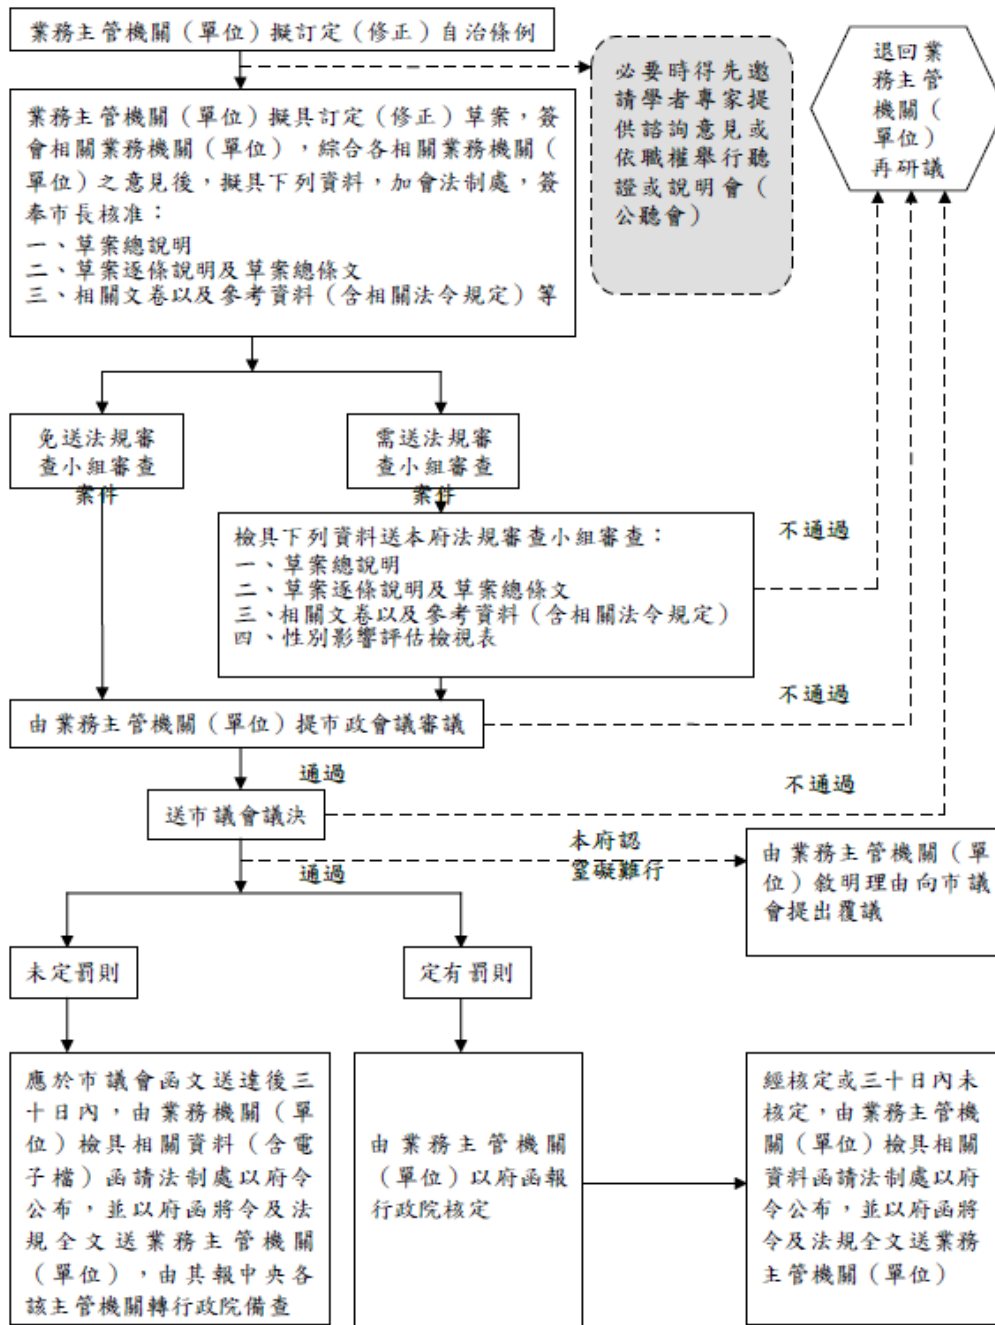 業務主管機關（單位）擬訂定（修正）自治條例
必要時得先邀
請學者專家提
供諮詢意見或
依職權舉行聽
證或說明會（
公聽會）
退回業
務主管
機關（
單位）
再研議
業務主管機關（單位）擬具訂定（修正）草案，簽
會相關業務機關（單位），綜合各相關業務機關（
單位）之意見後，擬具下列資料，加會法制處，簽
奉市長核准：
一、草案總說明
二、草案逐條說明及草案總條文
三、相關文卷以及參考資料（含相關法令規定）等
免送法規審
查小組審查
案件
需送法規審
查小組審查
案件
檢具下列資料送本府法規審查小組審查：
一、草案總說明
二、草案逐條說明及草案總條文
三、相關文卷以及參考資料（含相關法令規定）
四、性別影響評估檢視表
不通過
由業務主管機關（單位）提市政會議審議
不通過
通過
送市議會議決
不通過
通過
本府認
窒礙難行
由業務主管機關（單
位）敘明理由向市議
會提出覆議
未定罰則
定有罰則
應於市議會函文送達後三
十日內，由業務機關（單
位）檢具相關資料（含電
子檔）函請法制處以府令
公布，並以府函將令及法
規全文送業務主管機關
（單位），由其報中央各
該主管機關轉行政院備查
由業務主管機關
（單位）以府函報
行政院核定
經核定或三十日內未
核定，由業務主管機
關（單位）檢具相關
資料函請法制處以府
令公布，並以府函將
令及法規全文送業務
主管機關（單位）